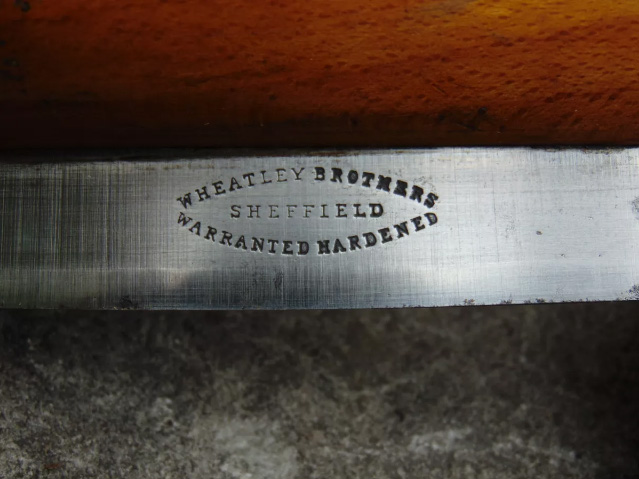 WHEATLEY BROTHERS
SHEFFIELD
WARRANTED HARDENED